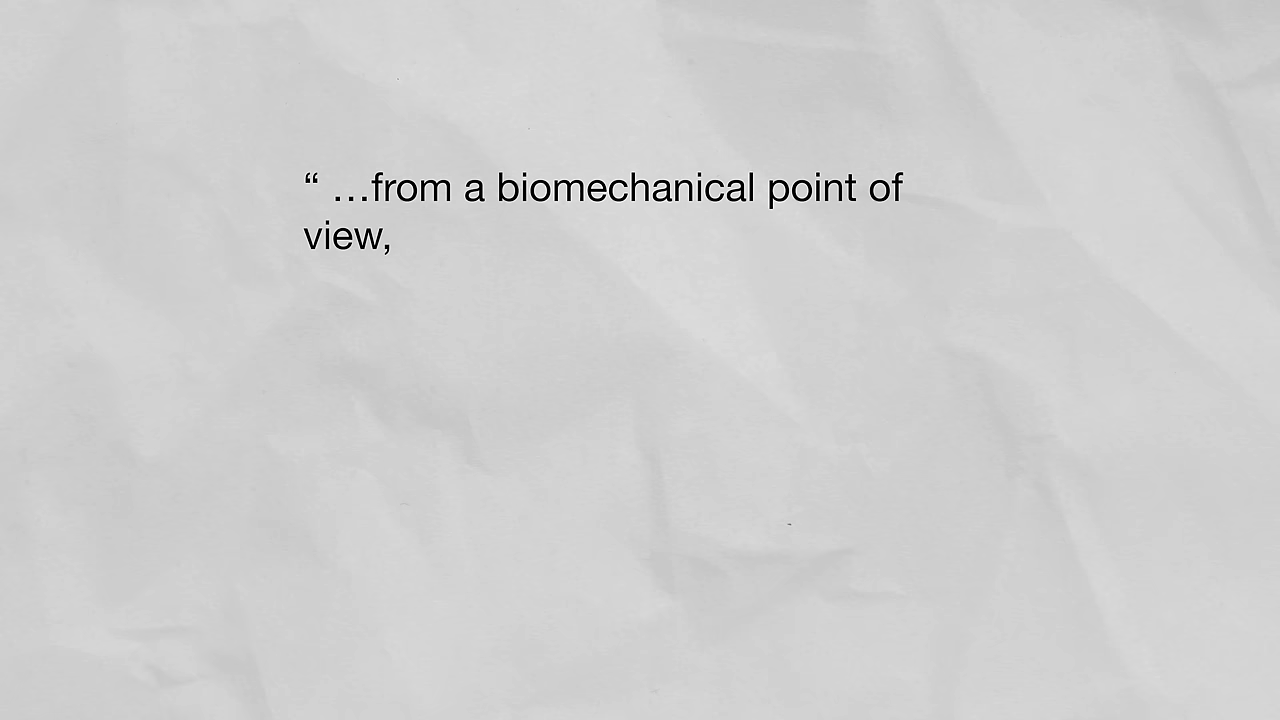 “ …from a biomechanical point of
view,